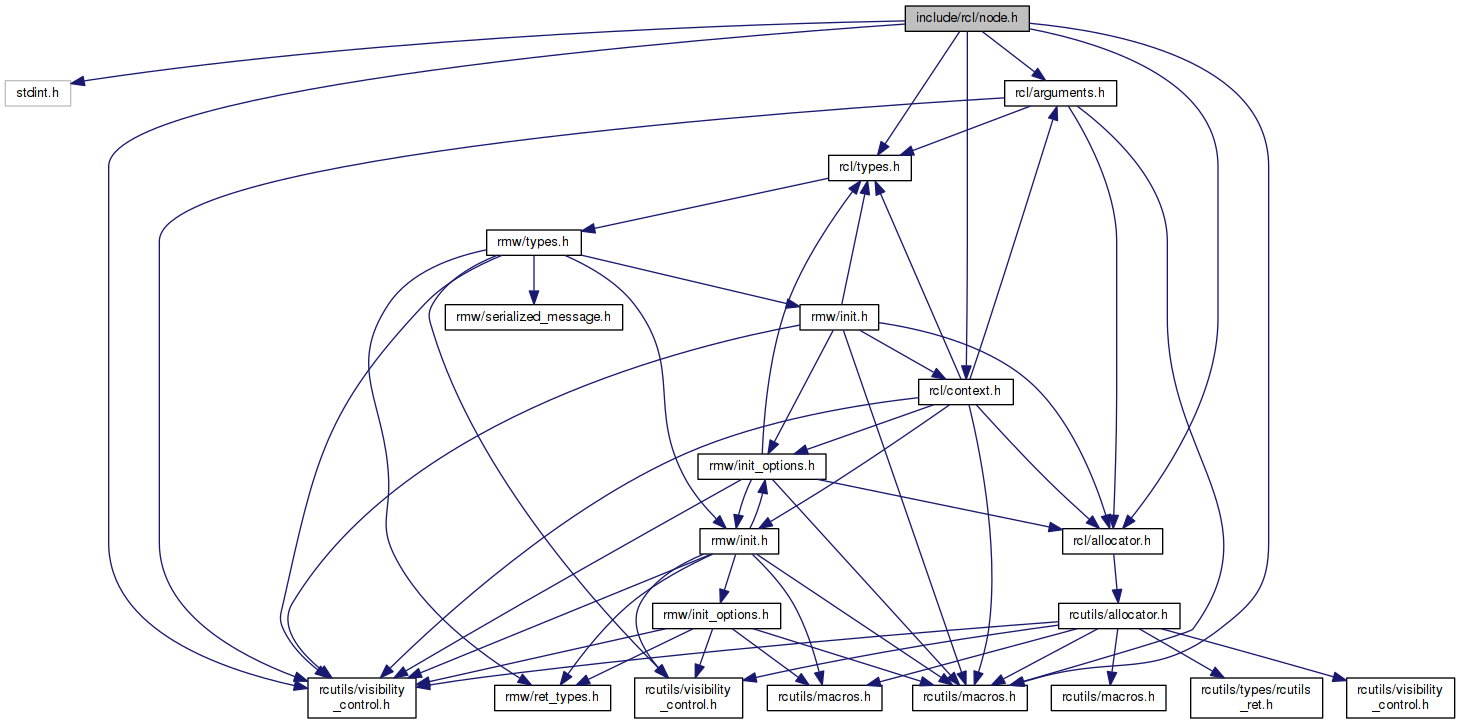 include/rcl/node.h
stdint.h
rcl/arguments.h
rcl/types.h
rmw/types.h
rmw/serialized_message.h
rmw/init.h
rcl/context.h
rmw/init_options.h
rmw/init.h
rcl/allocator.h
rmw/init_options.h
rcutils/allocator.h
rcutils/visibility
_control.h
rmw/ret_types.h
rcutils/visibility
_control.h
rcutils/macros.h
rcutils/macros.h
rcutils/macros.h
rcutils/types/rcutils
_ret.h
rcutils/visibility
_control.h